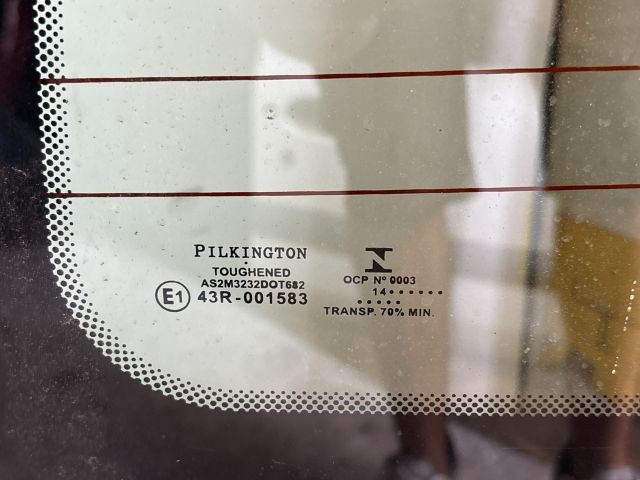 PILKINGTON
TOUGHENED
AS2M3232DOT682
E1 43R-001583
OCP Nº 0003
14••••••
•••••
TRANSP. 70% MIN.